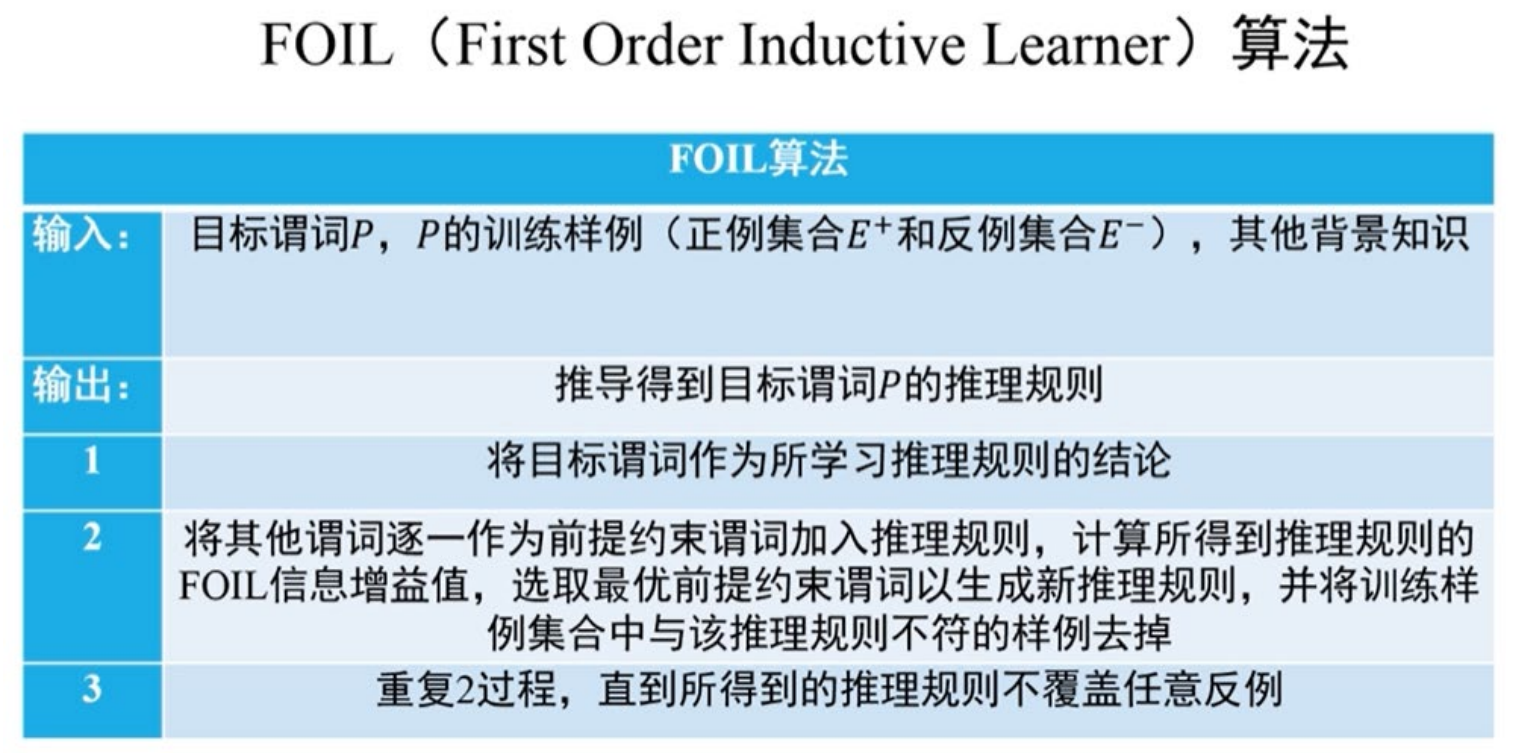 FOIL（First Order Inductive Learner）算法
FOIL算法
输入：
目标谓词P，P的训练样例（正例集合E⁺和反例集合E⁻），其他背景知识
输出：
推导得到目标谓词P的推理规则
1
将目标谓词作为所学习推理规则的结论
2
将其他谓词逐一作为前提约束谓词加入推理规则，计算所得到推理规则的
FOIL信息增益值，选取最优前提约束谓词以生成新推理规则，并将训练样
例集合中与该推理规则不符的样例去掉
3
重复2过程，直到所得到的推理规则不覆盖任意反例